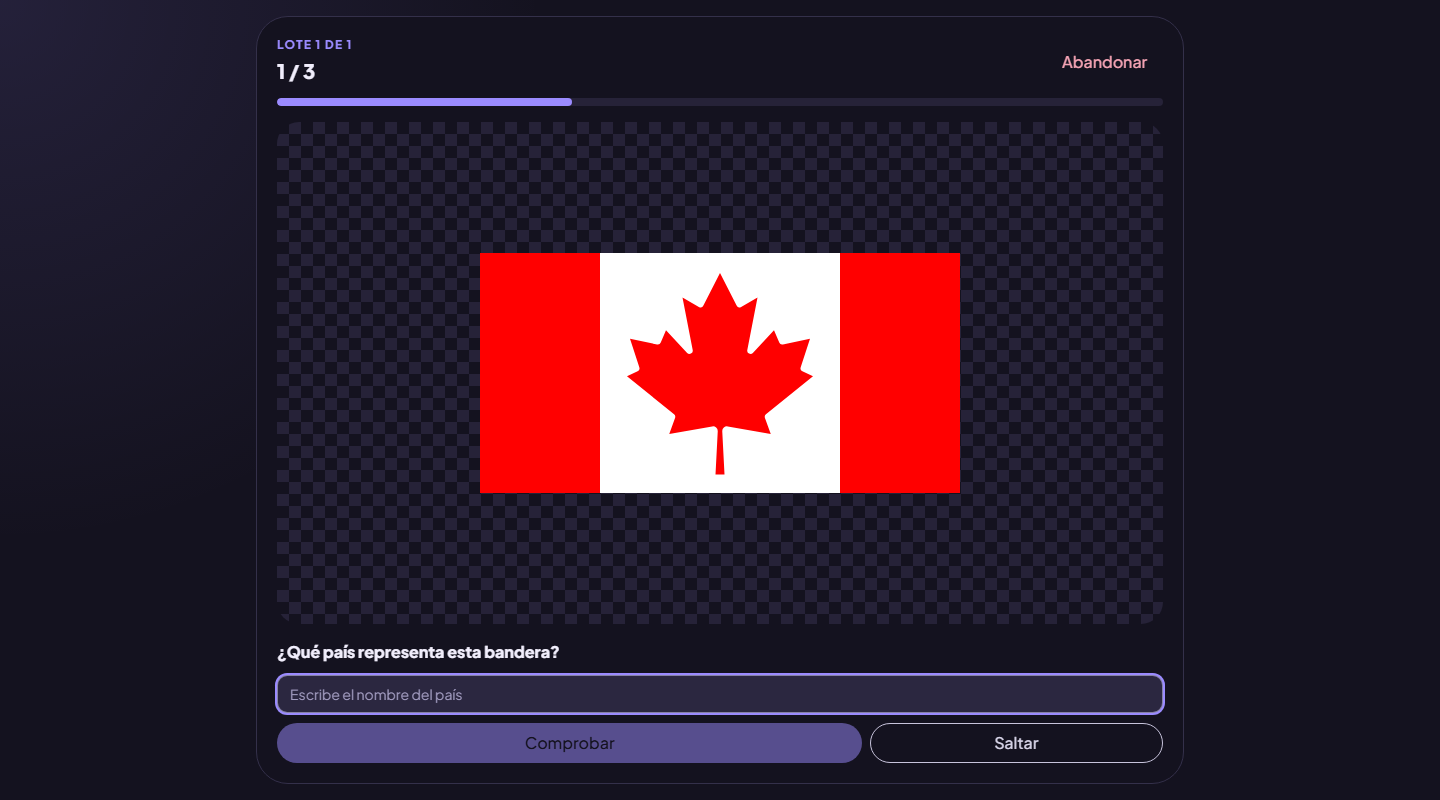 LOTE 1 DE 1
1 / 3
Abandonar
¿Qué país representa esta bandera?
Escribe el nombre del país
Comprobar
Saltar